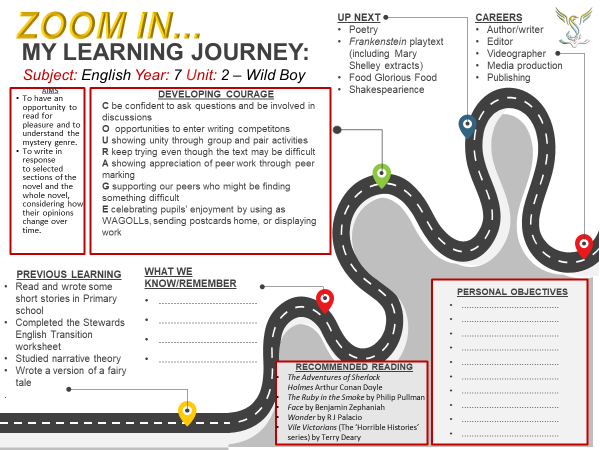 ZOOM IN...
MY LEARNING JOURNEY:
Subject: English Year: 7 Unit: 2 – Wild Boy
AIMS
• To have an
opportunity to
read for
pleasure and to
understand the
mystery genre.
• To write in
response
to selected
sections of the
novel and the
whole novel,
considering how
their opinions
change over
time.
DEVELOPING COURAGE
C be confident to ask questions and be involved in
discussions
O opportunities to enter writing competitons
U showing unity through group and pair activities
R keep trying even though the text may be difficult
A showing appreciation of peer work through peer
marking
G supporting our peers who might be finding
something difficult
E celebrating pupils' enjoyment by using as
WAGOLLs, sending postcards home, or displaying
work
UP NEXT
• Poetry
• Frankenstein playtext
(including Mary
Shelley extracts)
• Food Glorious Food
• Shakespearience
CAREERS
• Author/writer
• Editor
• Videographer
• Media production
• Publishing
PREVIOUS LEARNING
• Read and wrote some
short stories in Primary
school
• Completed the Stewards
English Transition
worksheet
• Studied narrative theory
• Wrote a version of a fairy
tale
.
WHAT WE
KNOW/REMEMBER
• ................................
• ................................
• ................................
• ................................
RECOMMENDED READING
• The Adventures of Sherlock
Holmes Arthur Conan Doyle
• The Ruby in the Smoke by Philip Pullman
• Face by Benjamin Zephaniah
• Wonder by R J Palacio
• Vile Victorians (The 'Horrible Histories'
series) by Terry Deary
PERSONAL OBJECTIVES
• ................................
• ................................
• ................................
• ................................
• ................................
• ................................
• ................................
• ................................
• ................................
• ................................